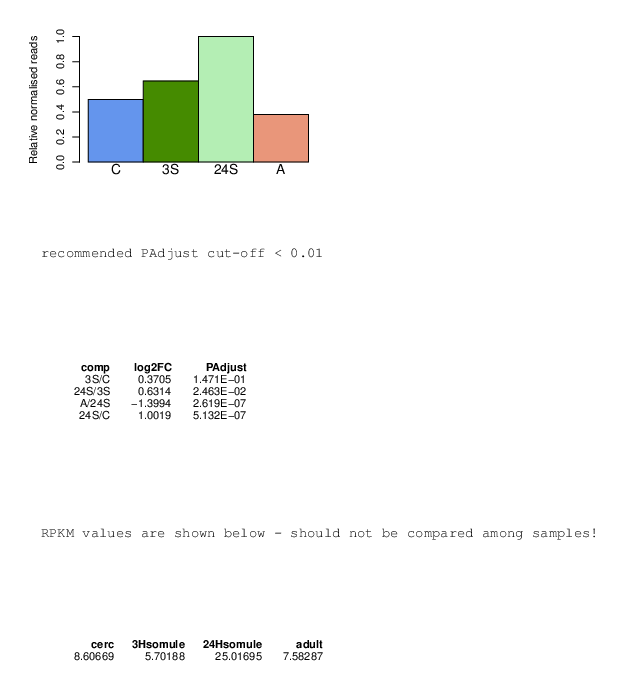 Relative normalised reads
1.0
0.8
0.6
0.4
0.2
0.0
C 3S 24S A
recommended PAdjust cut-off < 0.01
comp log2FC PAdjust
3S/C 0.3705 1.471E−01
24S/3S 0.6314 2.463E−02
A/24S −1.3994 2.619E−07
24S/C 1.0019 5.132E−07
RPKM values are shown below - should not be compared among samples!
cerc 3Hsomule 24Hsomule adult
8.60669 5.70188 25.01695 7.58287